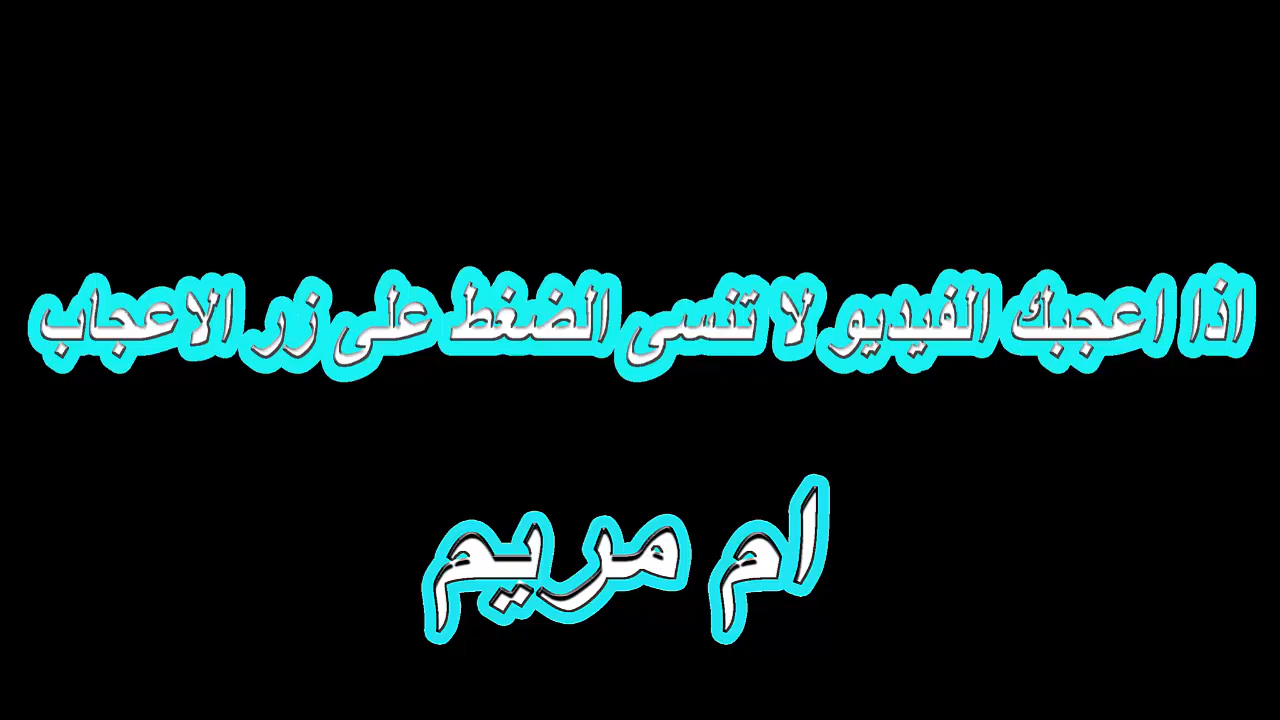 اذا اعجبك الفيديو لا تنسى الضغط على زر الاعجاب
ام مريم